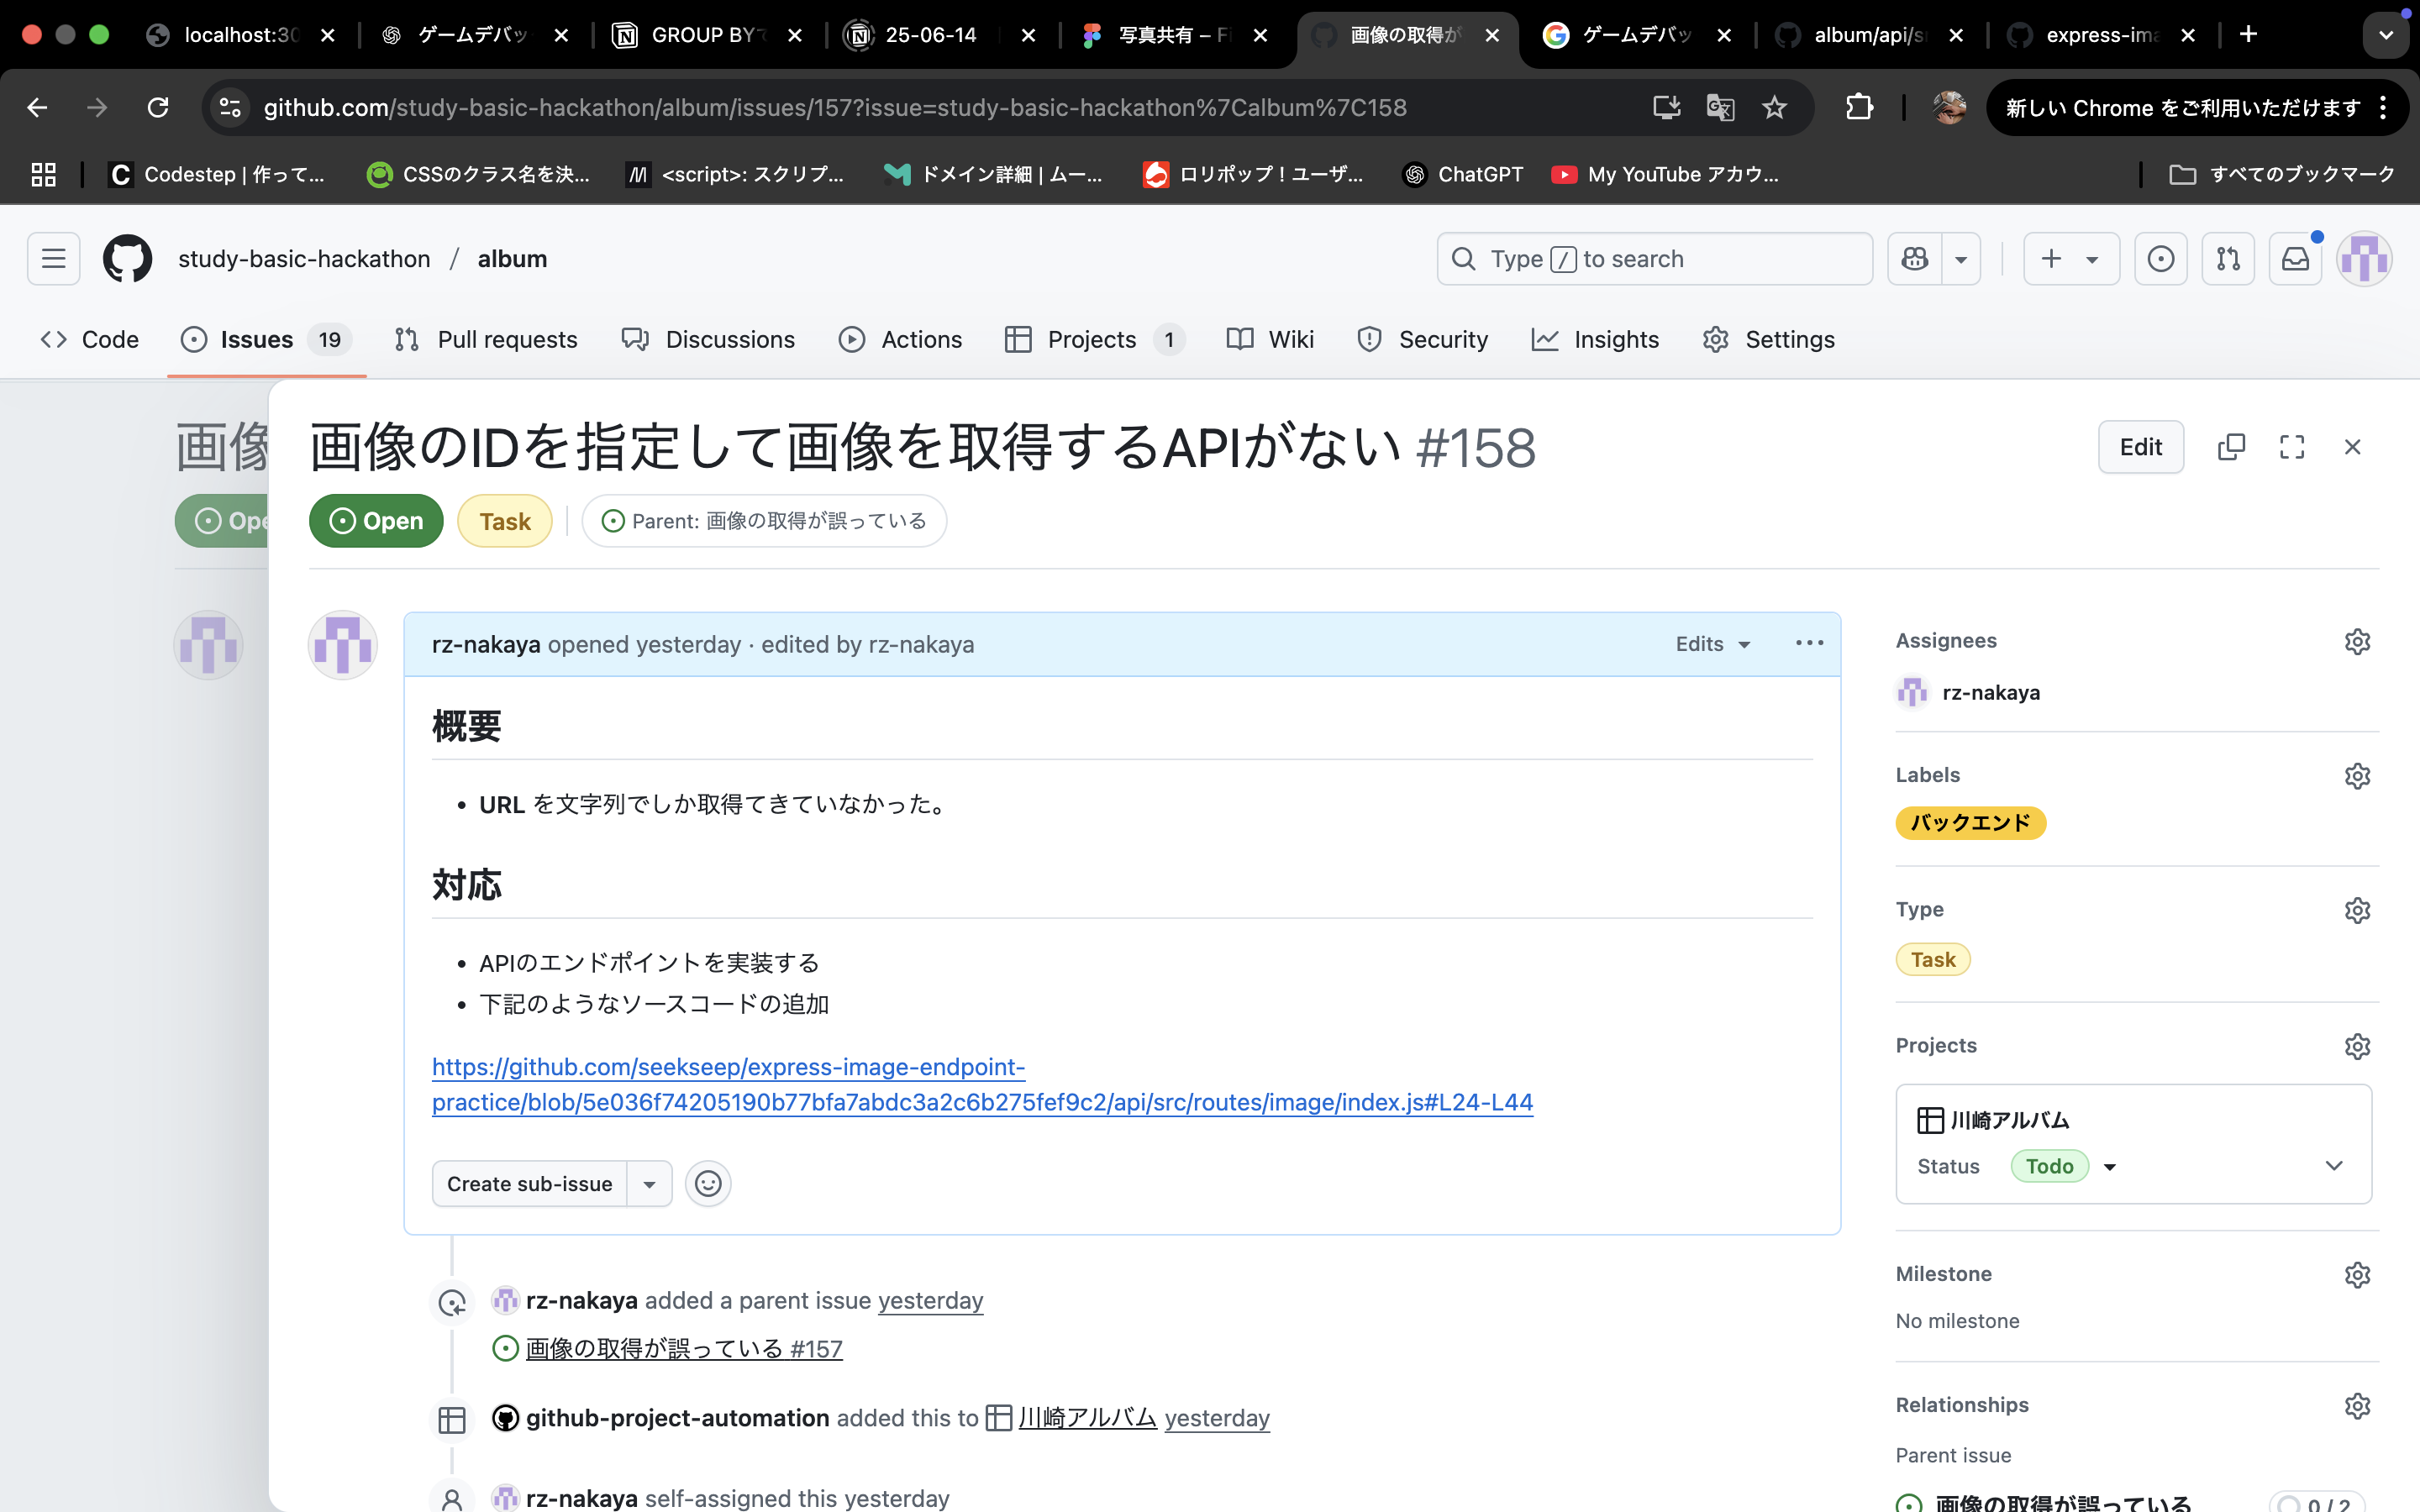 localhost:30
ゲームデバッ
GROUP BYで
25-06-14
写真共有 – Fi
画像の取得が
ゲームデバッ
album/api/sr
express-ima
github.com/study-basic-hackathon/album/issues/157?issue=study-basic-hackathon%7Calbum%7C158
新しい Chrome をご利用いただけます
Codestep | 作って...
CSSのクラス名を決...
<script>: スクリプ...
ドメイン詳細 | ムー...
ロリポップ！ユーザ...
ChatGPT
My YouTube アカウ...
すべてのブックマーク
study-basic-hackathon / album
Type / to search
Code
Issues 19
Pull requests
Discussions
Actions
Projects 1
Wiki
Security
Insights
Settings
画像
Ope
画像のIDを指定して画像を取得するAPIがない #158
Edit
Open
Task
Parent: 画像の取得が誤っている
rz-nakaya opened yesterday · edited by rz-nakaya
Edits
概要
• URL を文字列でしか取得てきていなかった。
対応
• APIのエンドポイントを実装する
• 下記のようなソースコードの追加
https://github.com/seekseep/express-image-endpoint-
practice/blob/5e036f74205190b77bfa7abdc3a2c6b275fef9c2/api/src/routes/image/index.js#L24-L44
Create sub-issue
rz-nakaya added a parent issue yesterday
画像の取得が誤っている #157
github-project-automation added this to 川崎アルバム yesterday
rz-nakaya self-assigned this yesterday
Assignees
rz-nakaya
Labels
バックエンド
Type
Task
Projects
川崎アルバム
Status Todo
Milestone
No milestone
Relationships
Parent issue
画像の取得が誤っている 0 / 2